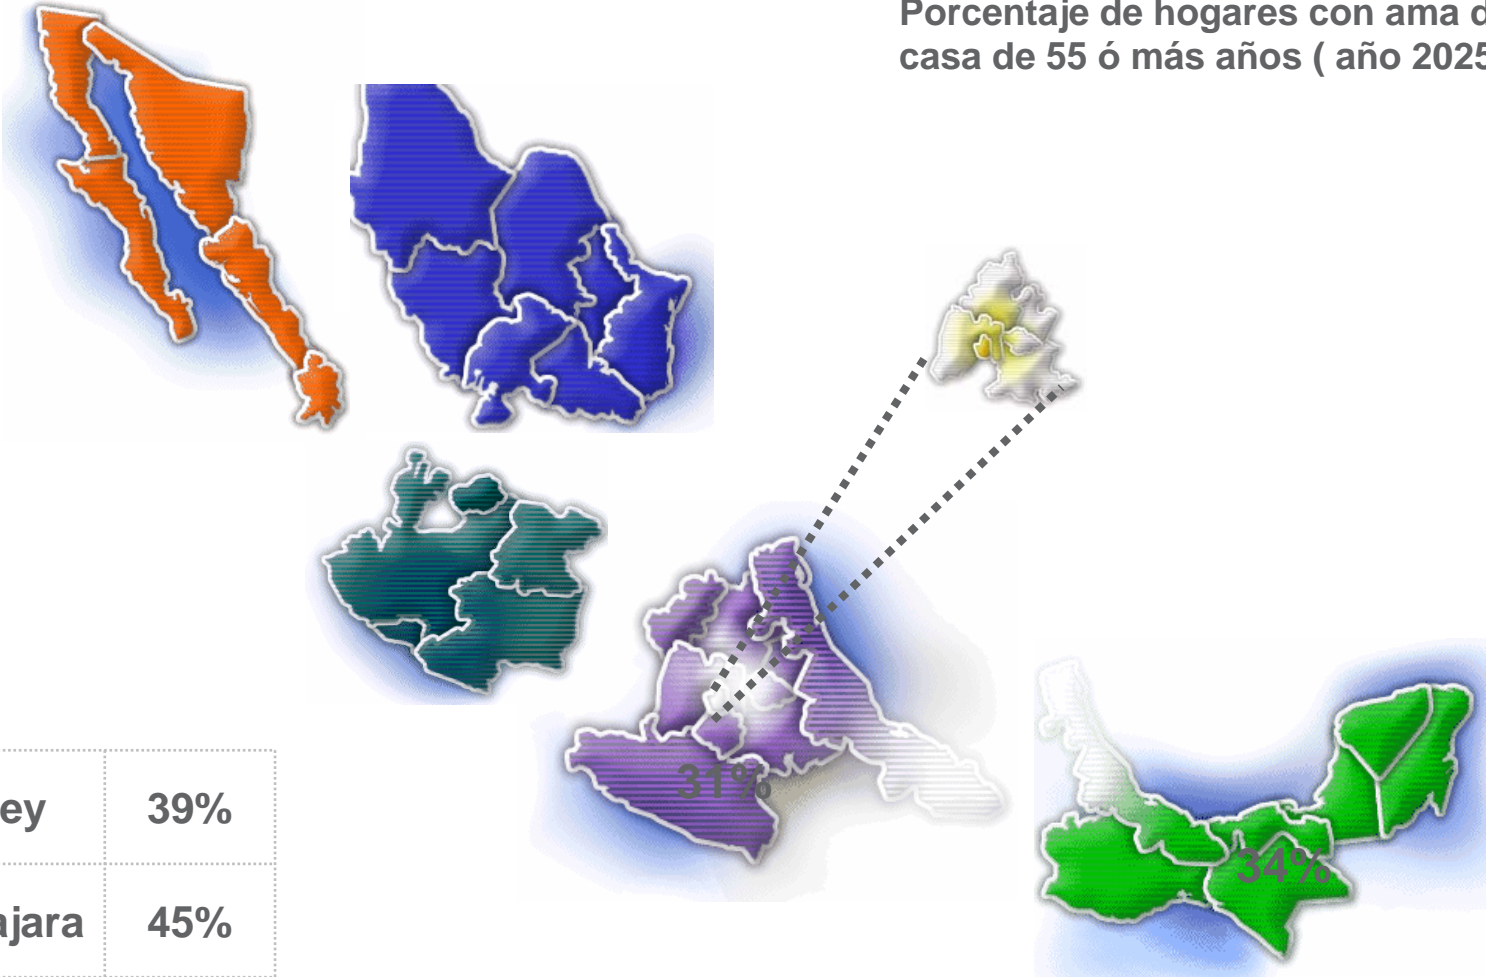 Porcentaje de hogares con ama d
casa de 55 ó más años ( año 2025
31%
34%
ey 39%
ajara 45%